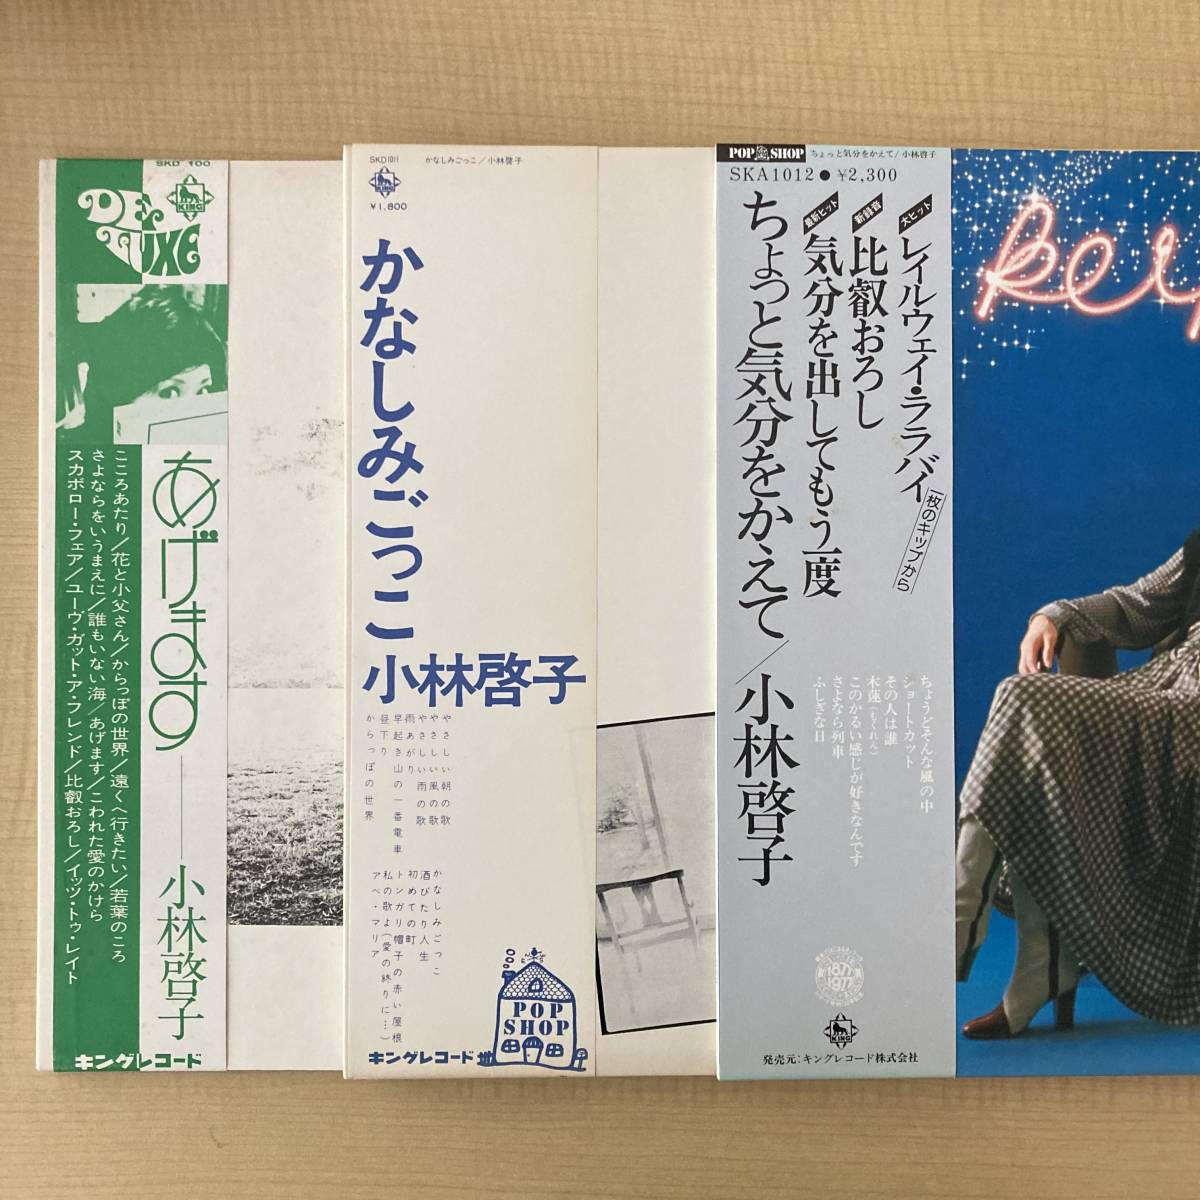 SKD 100
DE LUXE
KING
あげます――小林啓子
こころあたり/花と小父さん/からっぽの世界/遠くへ行きたい/若葉のころ
さよならをいうまえに/誰もいない海/あげます/こわれた愛のかけら
スカボロー・フェア/ユーヴ・ガット・ア・フレンド/比叡おろし/イッツ・トゥ・レイト
キングレコード
SKD1011 かなしみごっこ/小林啓子
KING
¥1,800
かなしみごっこ
小林啓子
やさしい朝の歌
やさしい風の歌
やさしい雨の歌
雨あがり
早起き山の一番電車
昼下り
からっぽの世界
かなしみごっこ
酒びたり人生
初めての町
トンガリ帽子の赤い屋根
私の歌よ(愛の終りに…)
アベ・マリア
POP
SHOP
キングレコード
POP SHOP ちょっと気分をかえて/小林啓子
SKA1012●¥2,300
大ヒット レイルウェイ・ララバイ 一枚のキップから
新録音 比叡おろし
最新ヒット 気分を出してもう一度
ちょっと気分をかえて/小林啓子
ちょうどそんな風の中
ショートカット
その人は誰
木蓮(もくれん)
このかるい感じが好きなんです
さよなら列車
ふしぎな日
1877
1977
KING
発売元:キングレコード株式会社